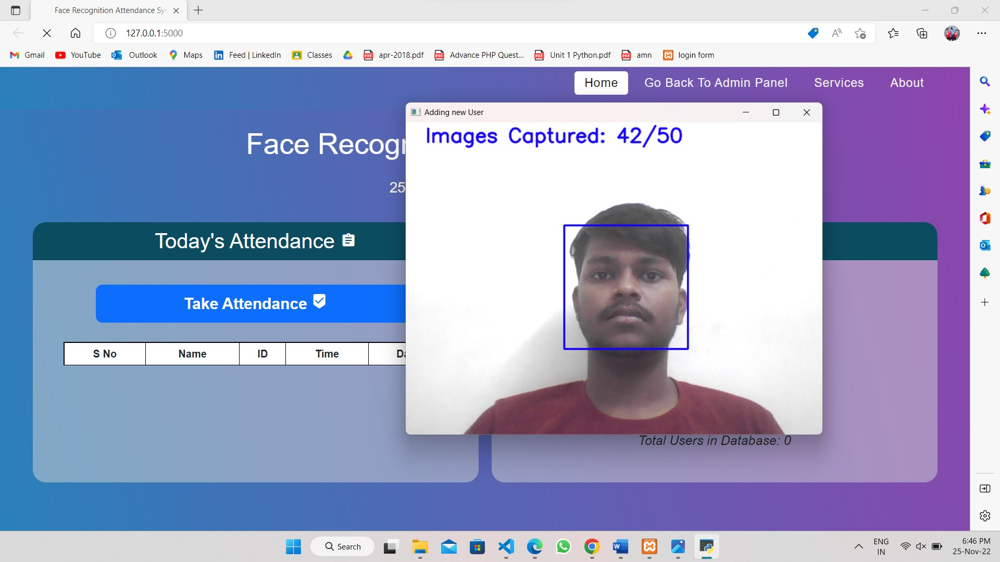 Face Recognition Attendance Sys
127.0.0.1:5000
Gmail
YouTube
Outlook
Maps
Feed | LinkedIn
Classes
apr-2018.pdf
Advance PHP Quest...
Unit 1 Python.pdf
amn
login form
Home
Go Back To Admin Panel
Services
About
Adding new User
Images Captured: 42/50
Face Recogn
25
Today's Attendance
Take Attendance
S No
Name
ID
Time
Da
Total Users in Database: 0
Search
ENG
IN
6:46 PM
25-Nov-22